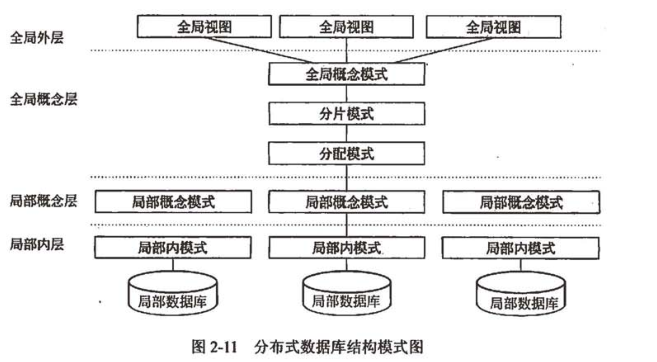 全局外层 全局视图 全局视图 全局视图
全局概念层 全局概念模式
分片模式
分配模式
局部概念层 局部概念模式 局部概念模式 局部概念模式
局部内层 局部内模式 局部内模式 局部内模式
局部数据库 局部数据库 局部数据库
图 2-11 分布式数据库结构模式图